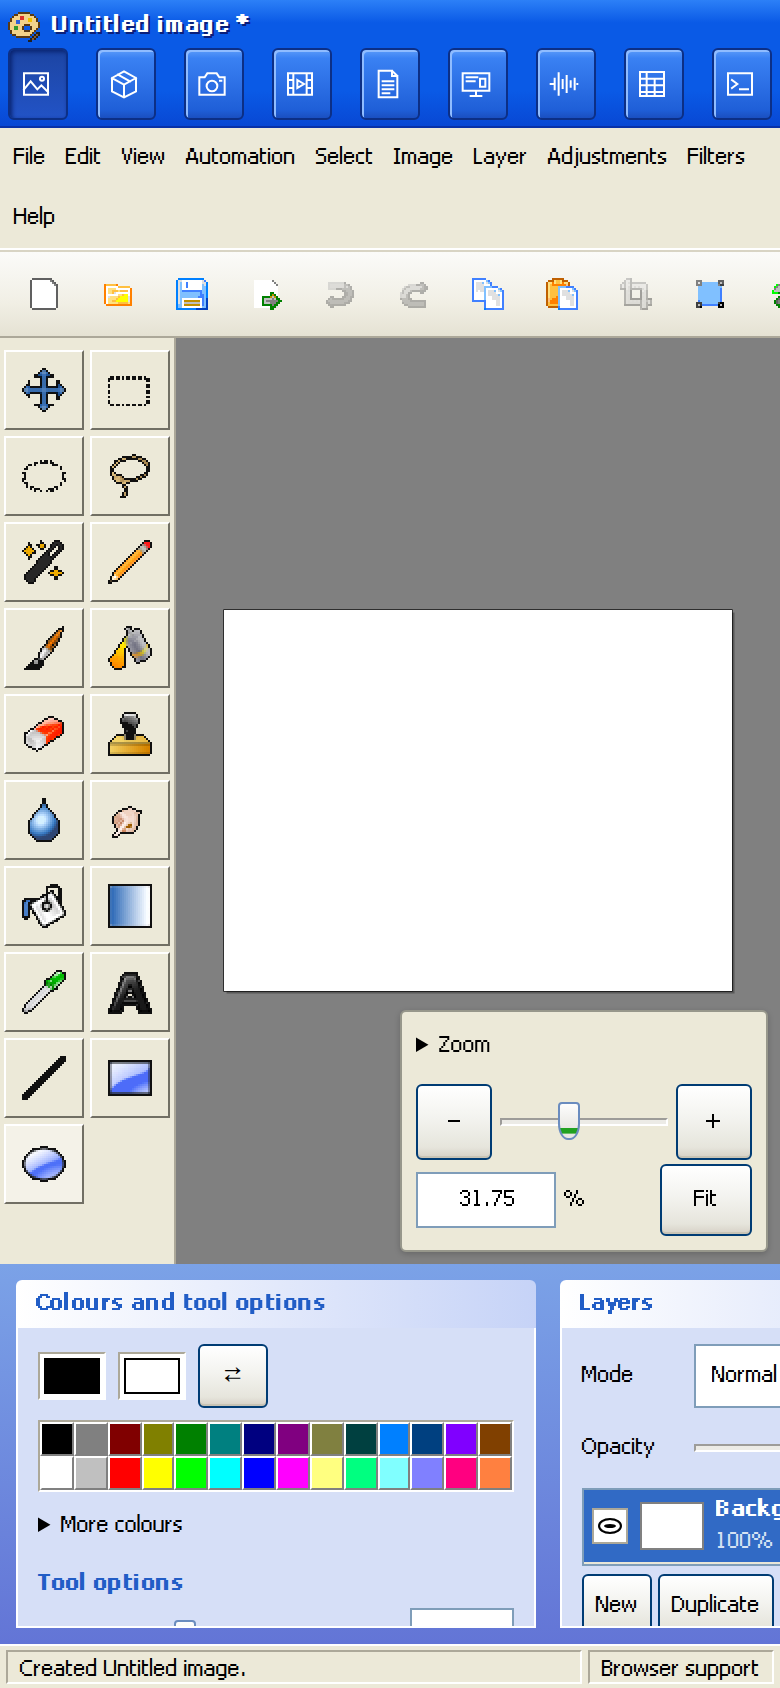 Untitled image *
File Edit View Automation Select Image Layer Adjustments Filters
Help
Zoom
−
+
31.75 %
Fit
Colours and tool options
Layers
Mode
Normal
Opacity
More colours
100%
Tool options
New
Duplicate
Created Untitled image.
Browser support